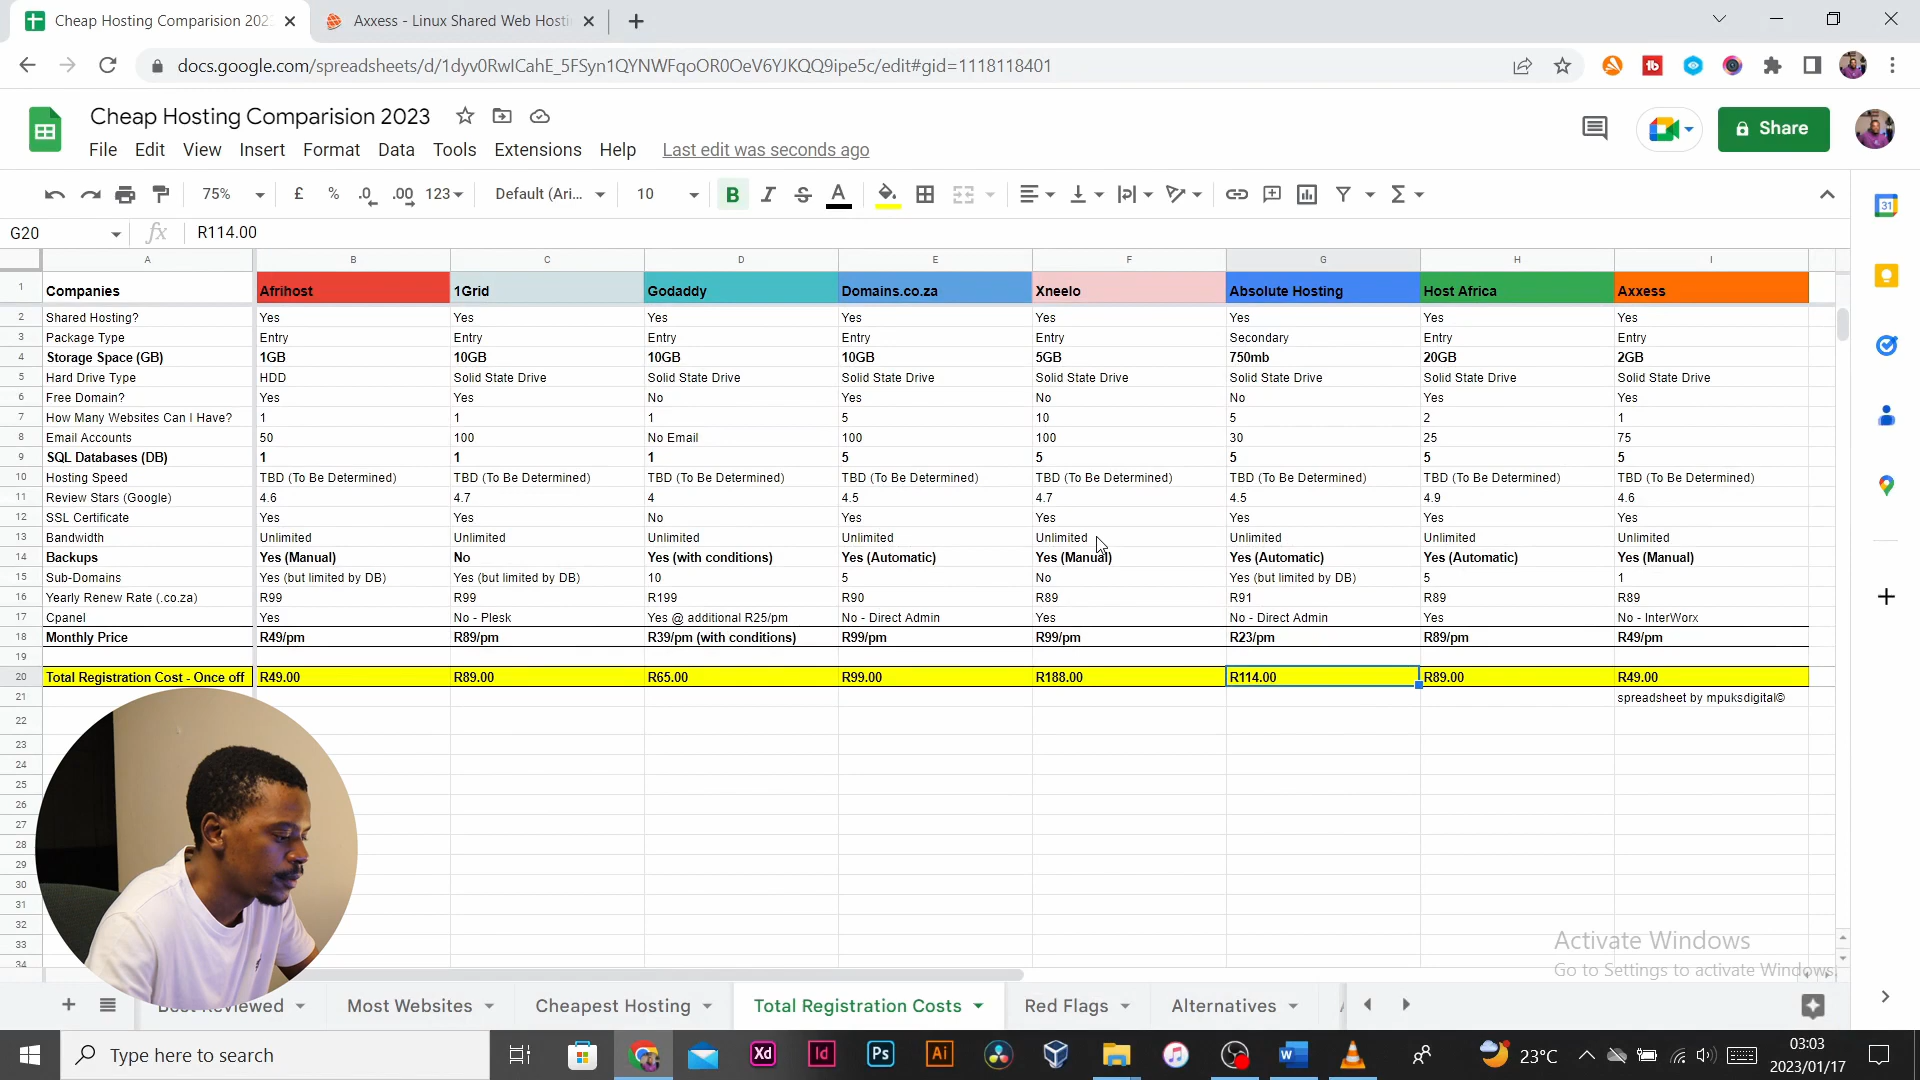 Cheap Hosting Comparision 202
Axxess - Linux Shared Web Hosti
docs.google.com/spreadsheets/d/1dyv0RwICahE_5FSyn1QYNWFqoOR0OeV6YJKQQ9ipe5c/edit#gid=1118118401
Cheap Hosting Comparision 2023
Share
File Edit View Insert Format Data Tools Extensions Help Last edit was seconds ago
75% £ % .0 .00 123 Default (Ari... 10 B I S A
G20 fx R114.00
A B C D E F G H I
1 Companies Afrihost 1Grid Godaddy Domains.co.za Xneelo Absolute Hosting Host Africa Axxess
2 Shared Hosting? Yes Yes Yes Yes Yes Yes Yes Yes
3 Package Type Entry Entry Entry Entry Entry Secondary Entry Entry
4 Storage Space (GB) 1GB 10GB 10GB 10GB 5GB 750mb 20GB 2GB
5 Hard Drive Type HDD Solid State Drive Solid State Drive Solid State Drive Solid State Drive Solid State Drive Solid State Drive Solid State Drive
6 Free Domain? Yes Yes No Yes No No Yes Yes
7 How Many Websites Can I Have? 1 1 1 5 10 5 2 1
8 Email Accounts 50 100 No Email 100 100 30 25 75
9 SQL Databases (DB) 1 1 1 5 5 5 5 5
10 Hosting Speed TBD (To Be Determined) TBD (To Be Determined) TBD (To Be Determined) TBD (To Be Determined) TBD (To Be Determined) TBD (To Be Determined) TBD (To Be Determined) TBD (To Be Determined)
11 Review Stars (Google) 4.6 4.7 4 4.5 4.7 4.5 4.9 4.6
12 SSL Certificate Yes Yes No Yes Yes Yes Yes Yes
13 Bandwidth Unlimited Unlimited Unlimited Unlimited Unlimited Unlimited Unlimited Unlimited
14 Backups Yes (Manual) No Yes (with conditions) Yes (Automatic) Yes (Manual) Yes (Automatic) Yes (Automatic) Yes (Manual)
15 Sub-Domains Yes (but limited by DB) Yes (but limited by DB) 10 5 No Yes (but limited by DB) 5 1
16 Yearly Renew Rate (.co.za) R99 R99 R199 R90 R89 R91 R89 R89
17 Cpanel Yes No - Plesk Yes @ additional R25/pm No - Direct Admin Yes No - Direct Admin Yes No - InterWorx
18 Monthly Price R49/pm R89/pm R39/pm (with conditions) R99/pm R99/pm R23/pm R89/pm R49/pm
19
20 Total Registration Cost - Once off R49.00 R89.00 R65.00 R99.00 R188.00 R114.00 R89.00 R49.00
21 spreadsheet by mpuksdigital©
22
23
24
25
26
27
28
29
30
31
32
33
34
Activate Windows
Go to Settings to activate Windows.
Best Reviewed Most Websites Cheapest Hosting Total Registration Costs Red Flags Alternatives
Type here to search
Xd Id Ps Ai W
23°C
03:03
2023/01/17